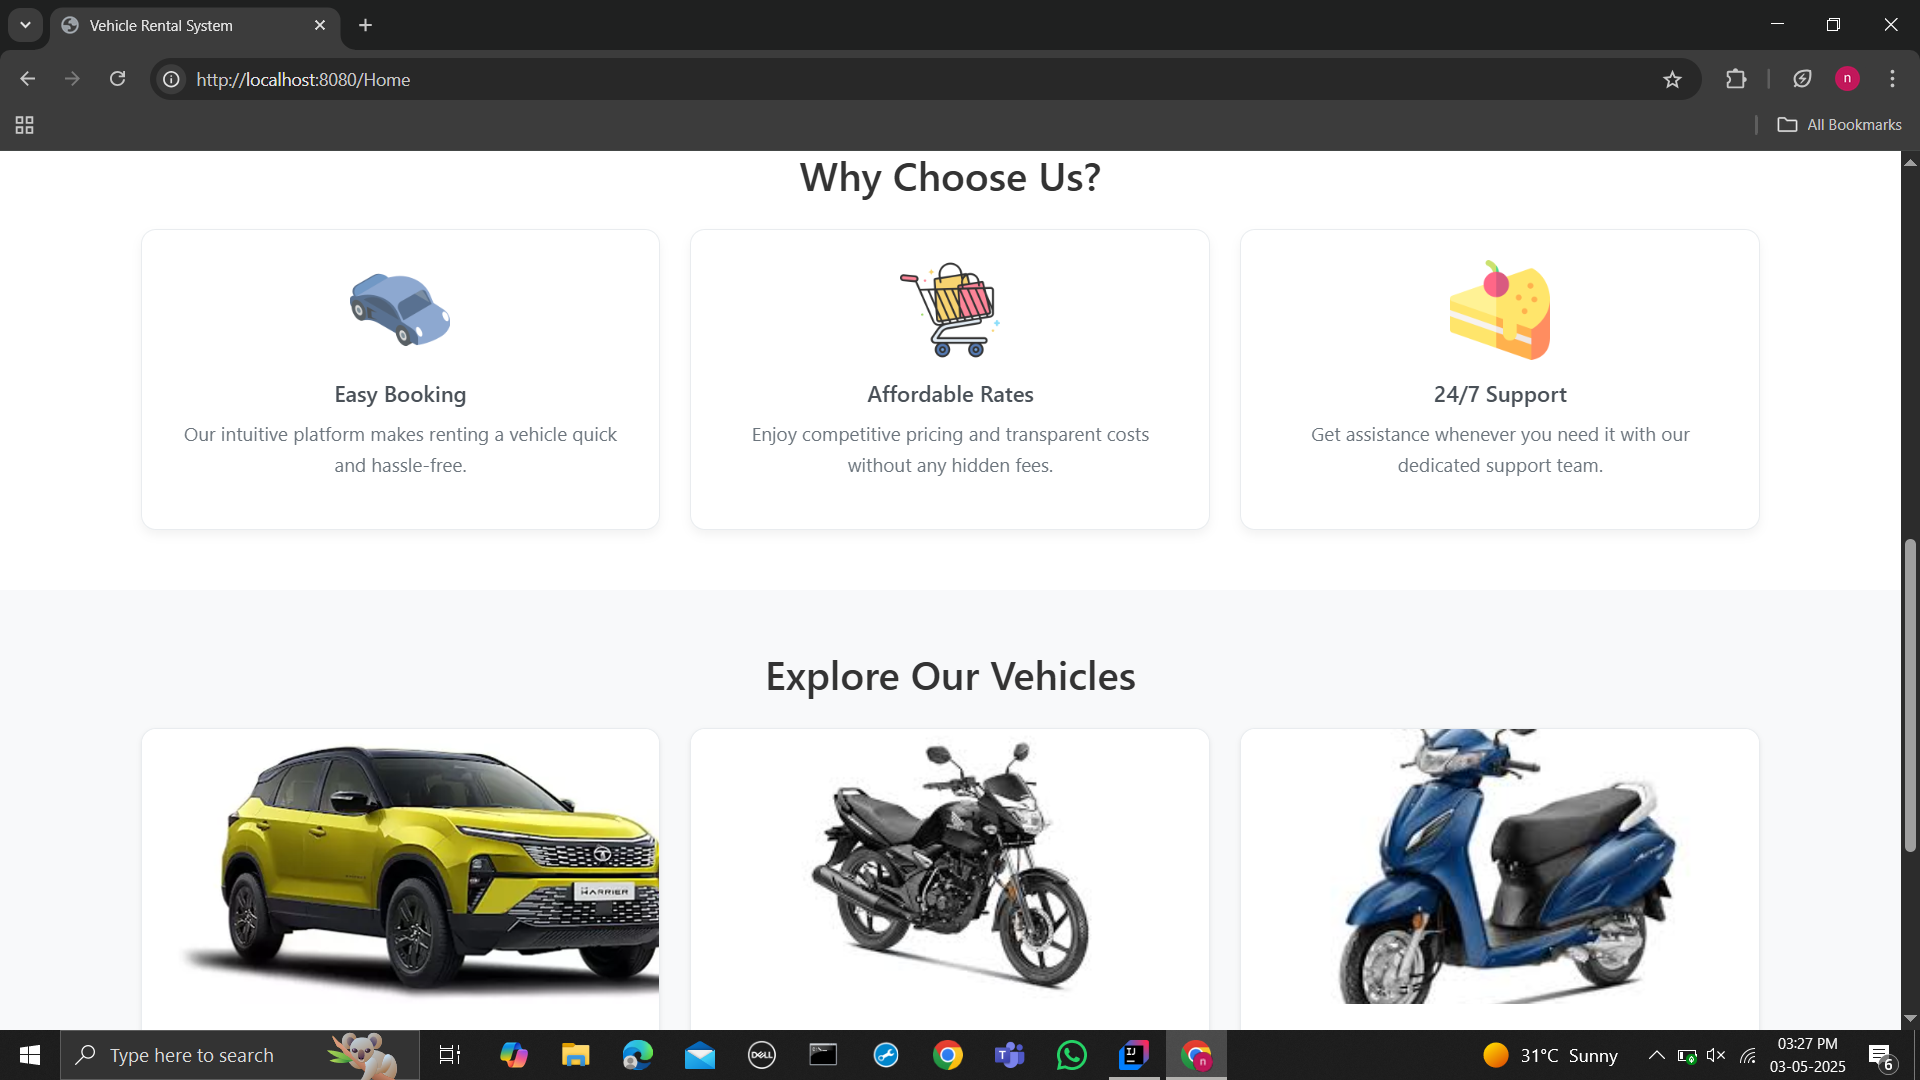 Vehicle Rental System
http://localhost:8080/Home
n
All Bookmarks
Why Choose Us?
Easy Booking
Our intuitive platform makes renting a vehicle quick
and hassle-free.
Affordable Rates
Enjoy competitive pricing and transparent costs
without any hidden fees.
24/7 Support
Get assistance whenever you need it with our
dedicated support team.
Explore Our Vehicles
HARRIER
Type here to search
DELL
T
IJ
n
31°C Sunny
03:27 PM
03-05-2025
6